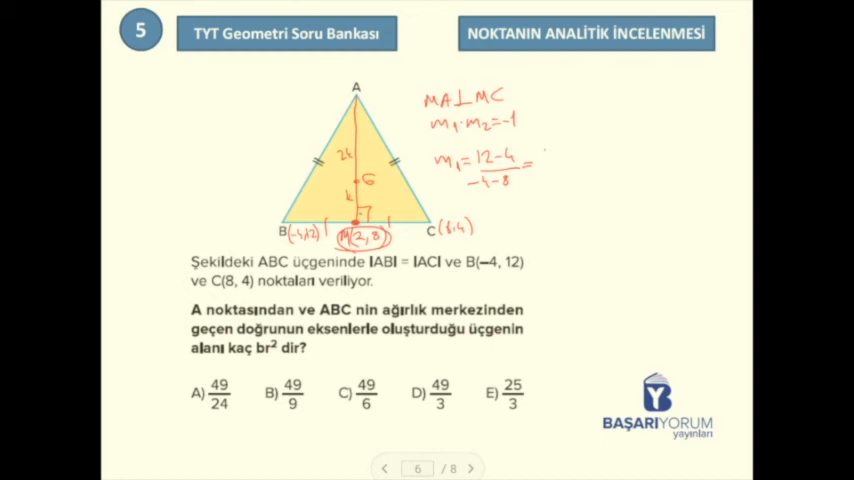 5
TYT Geometri Soru Bankası
NOKTANIN ANALİTİK İNCELENMESİ
A
MA⊥MC
m₁·m₂=-1
2k
G
k
m₁ = 12-4 / -4-8 =
B(-4,12)
M(2,8)
C(8,4)
Şekildeki ABC üçgeninde IABI = IACI ve B(–4, 12)
ve C(8, 4) noktaları veriliyor.
A noktasından ve ABC nin ağırlık merkezinden
geçen doğrunun eksenlerle oluşturduğu üçgenin
alanı kaç br² dir?
A) 49/24 B) 49/9 C) 49/6 D) 49/3 E) 25/3
BAŞARIYORUM
yayınları
6 / 8